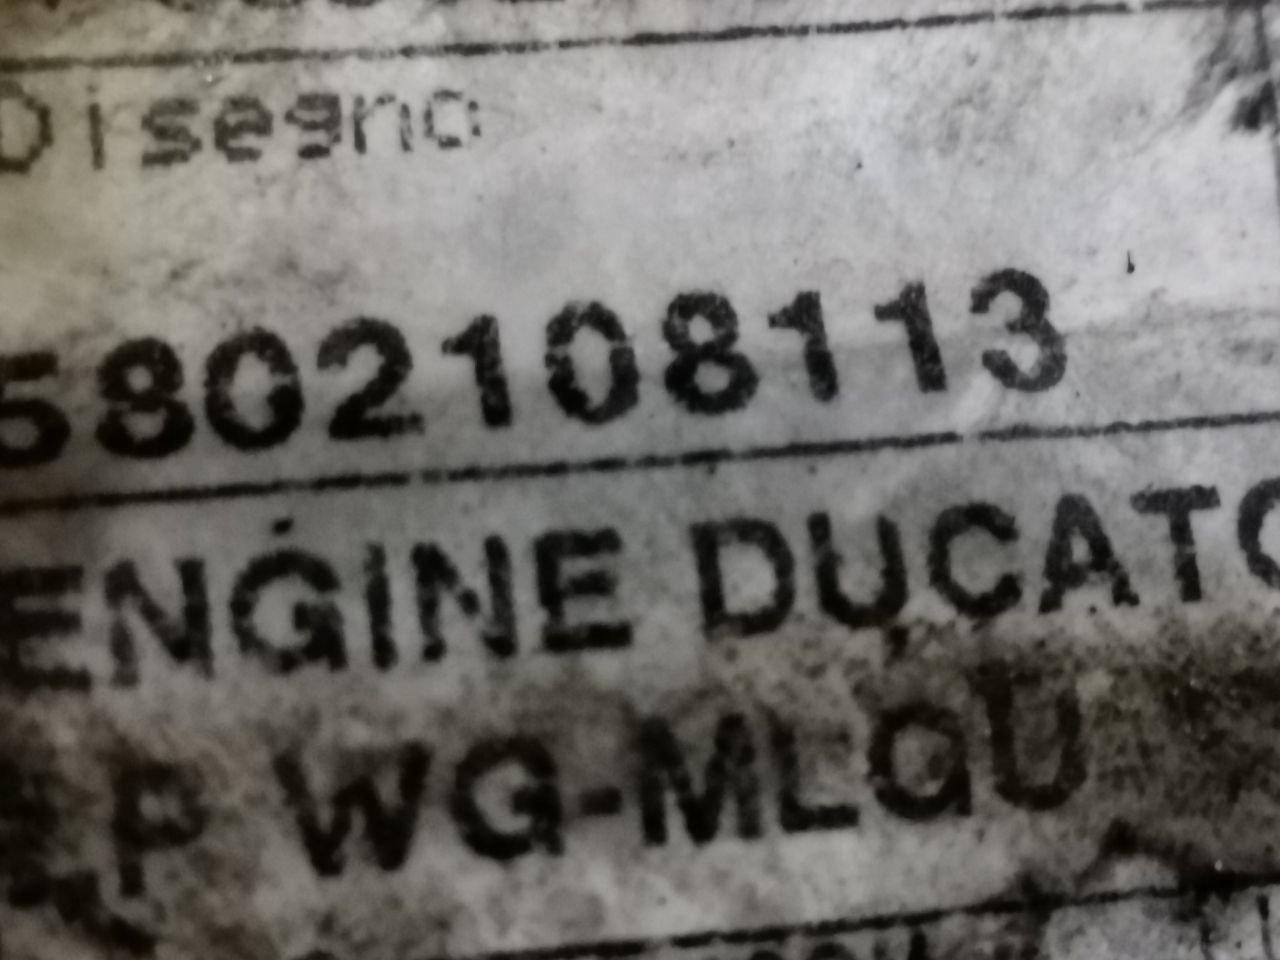 Disegno
5802108113
ENGINE DUCATO
P WG-MLGU